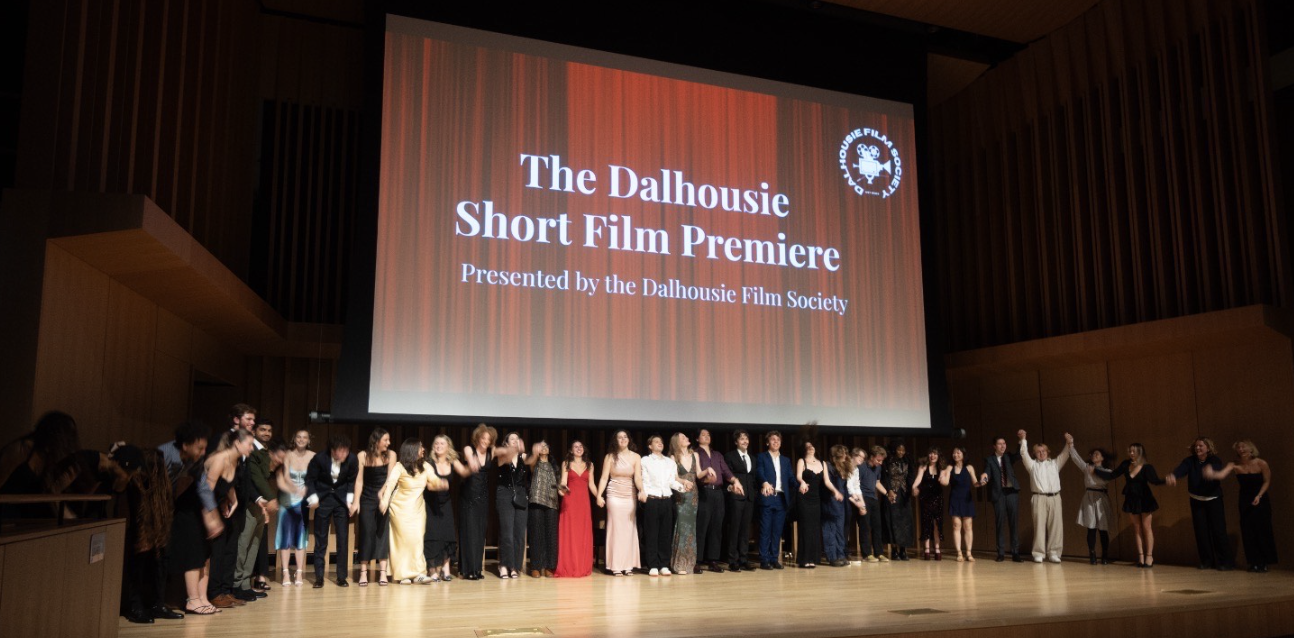 The Dalhousie
Short Film Premiere
Presented by the Dalhousie Film Society
DALHOUSIE FILM SOCIETY